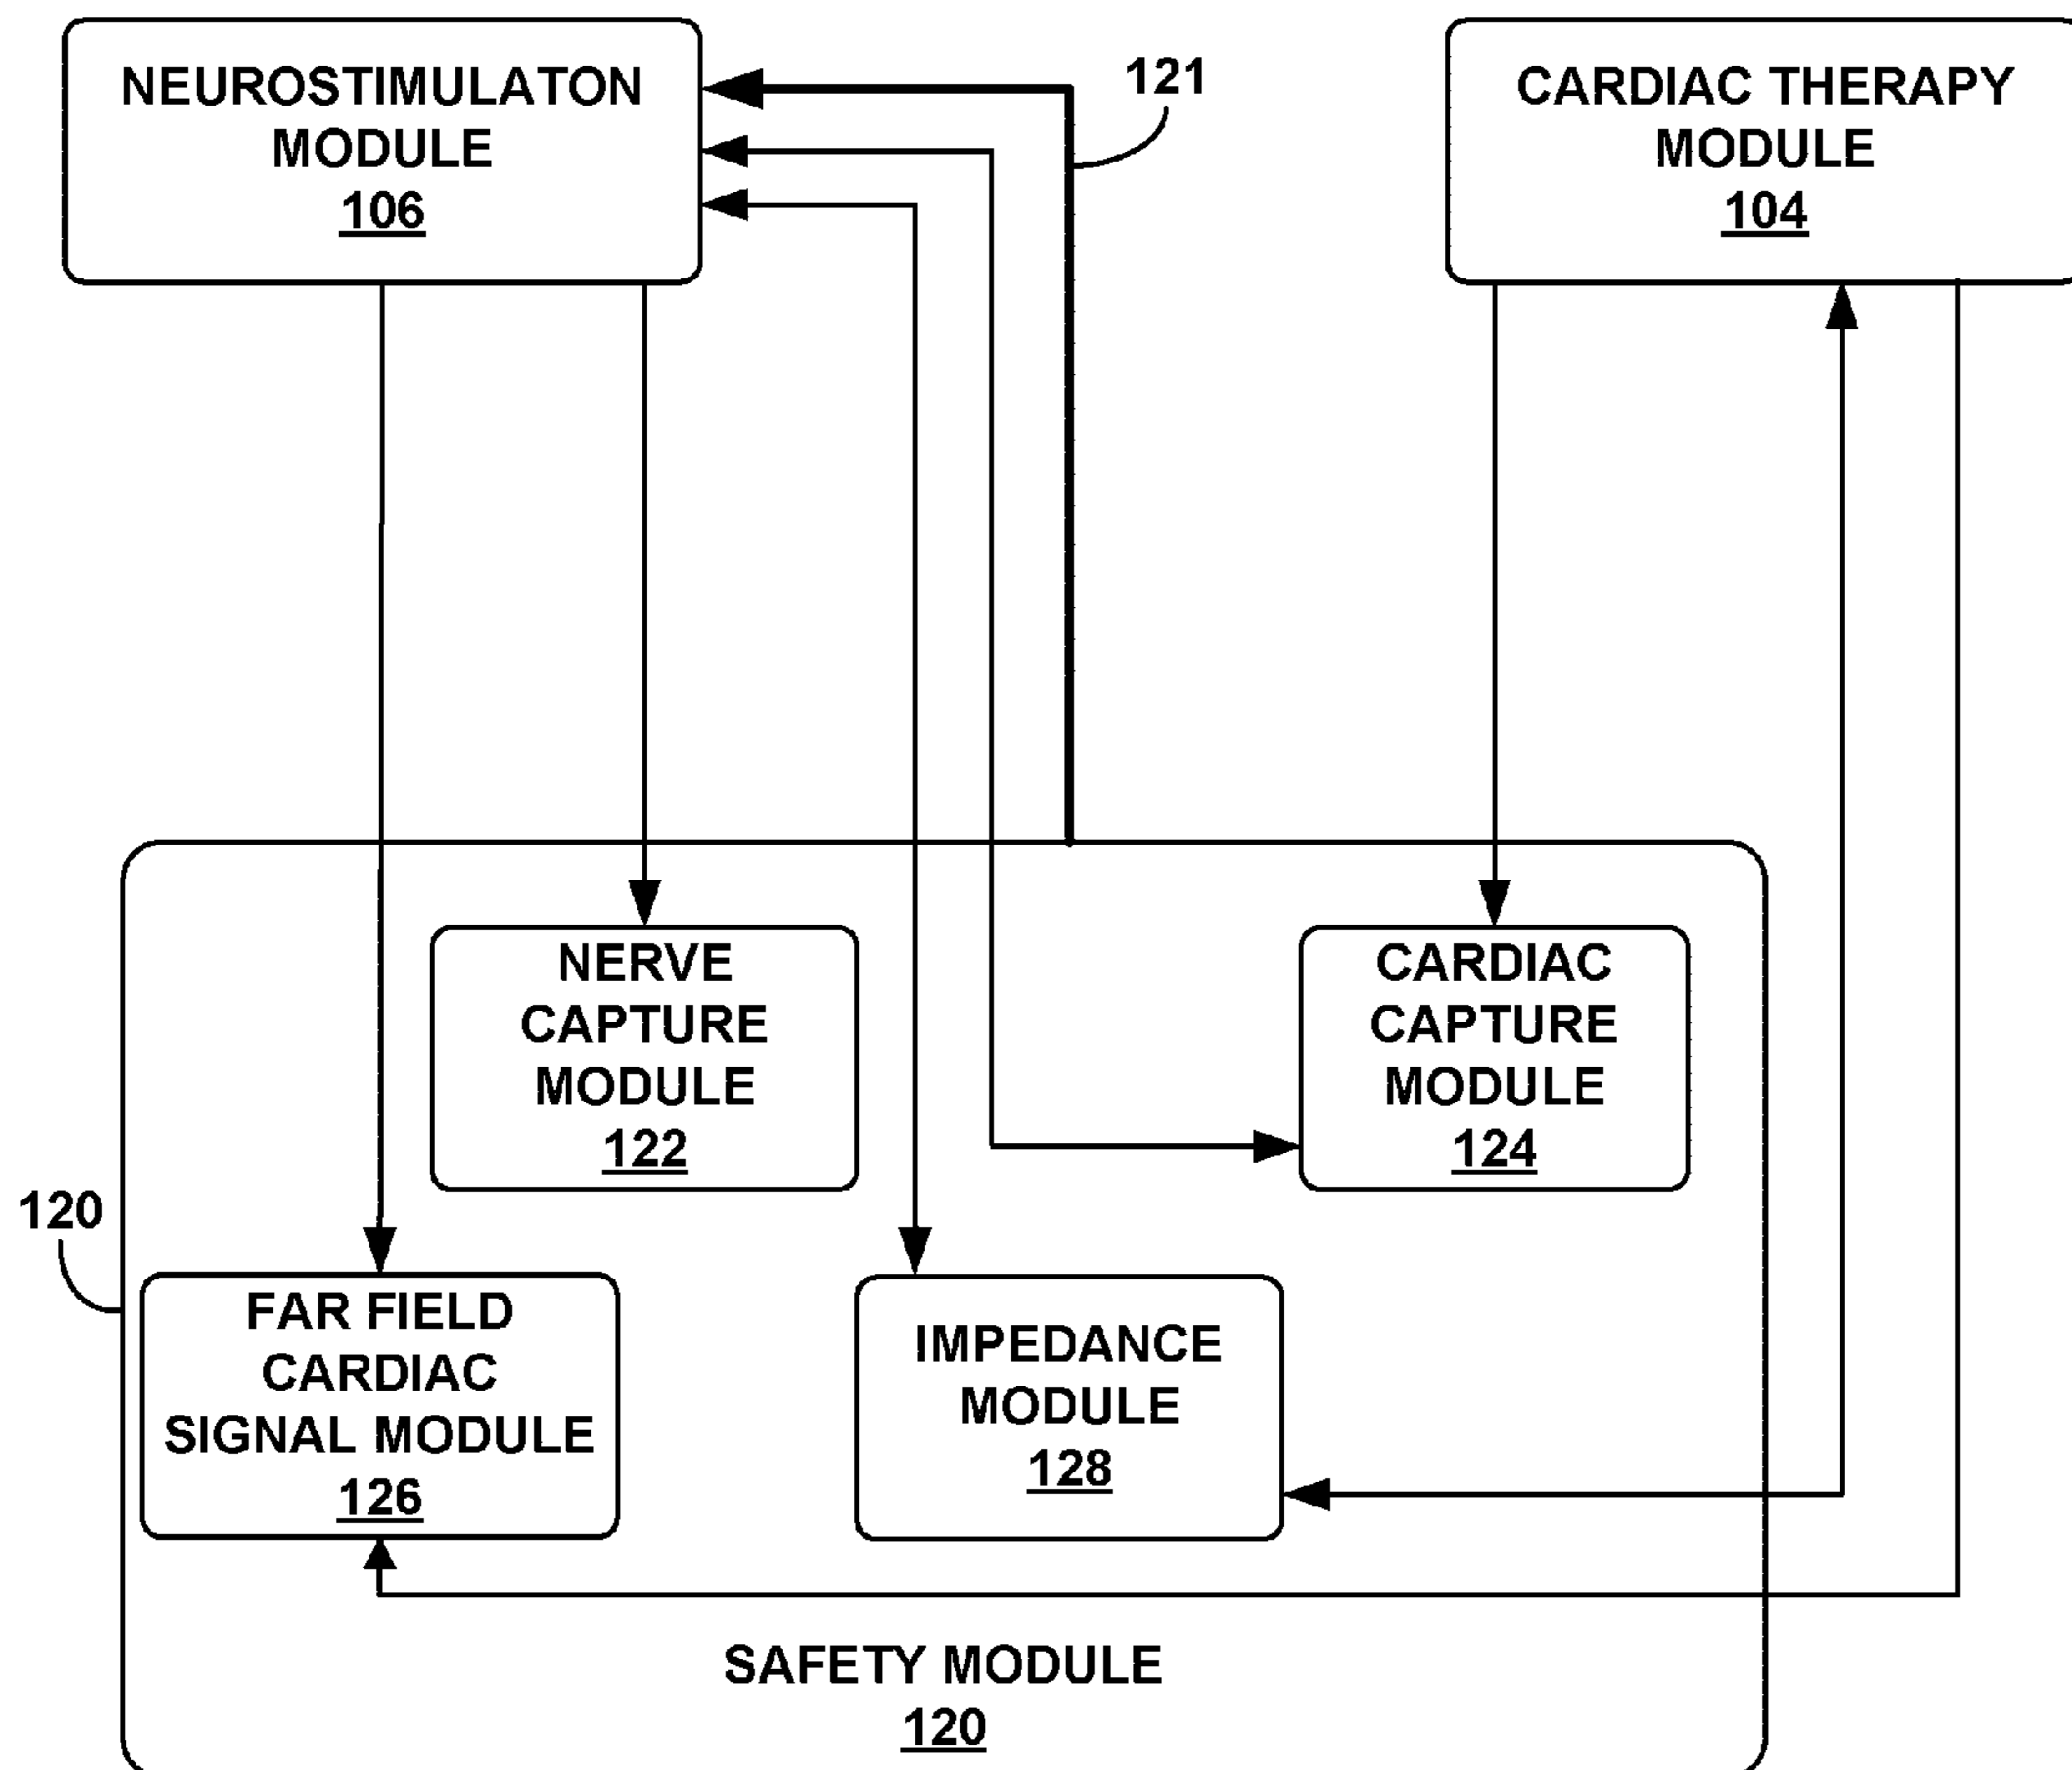 NEUROSTIMULATON
MODULE
106
121
CARDIAC THERAPY
MODULE
104
NERVE
CAPTURE
MODULE
122
CARDIAC
CAPTURE
MODULE
124
120
FAR FIELD
CARDIAC
SIGNAL MODULE
126
IMPEDANCE
MODULE
128
SAFETY MODULE
120